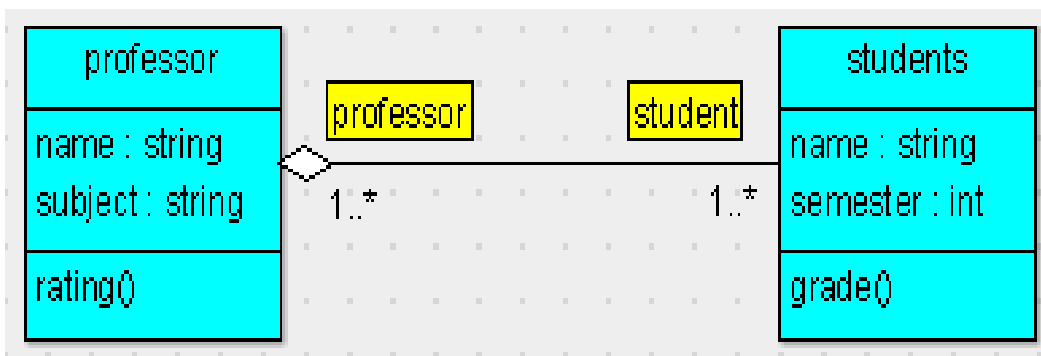 professor
name : string
subject : string
rating()
professor
1..*
student
1..*
students
name : string
semester : int
grade()